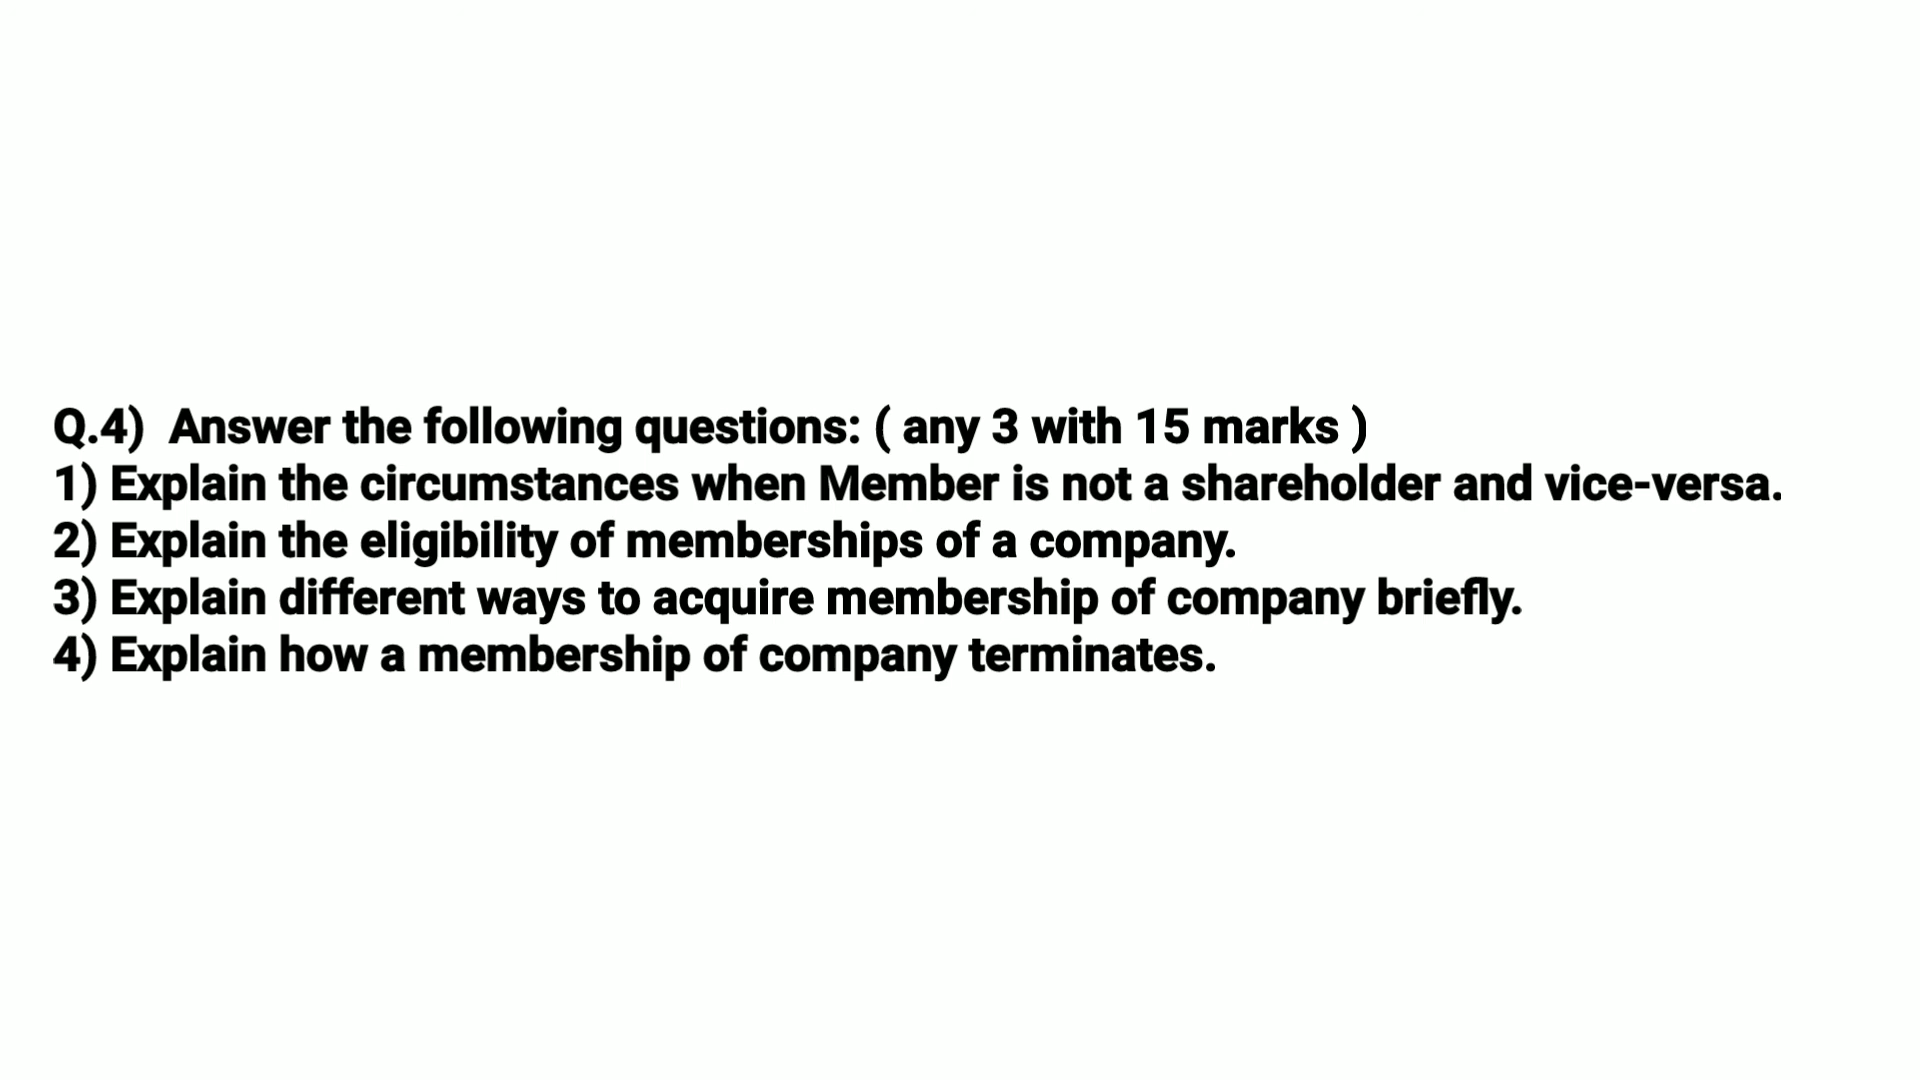 Q.4)  Answer the following questions: ( any 3 with 15 marks )
1) Explain the circumstances when Member is not a shareholder and vice-versa.
2) Explain the eligibility of memberships of a company.
3) Explain different ways to acquire membership of company briefly.
4) Explain how a membership of company terminates.